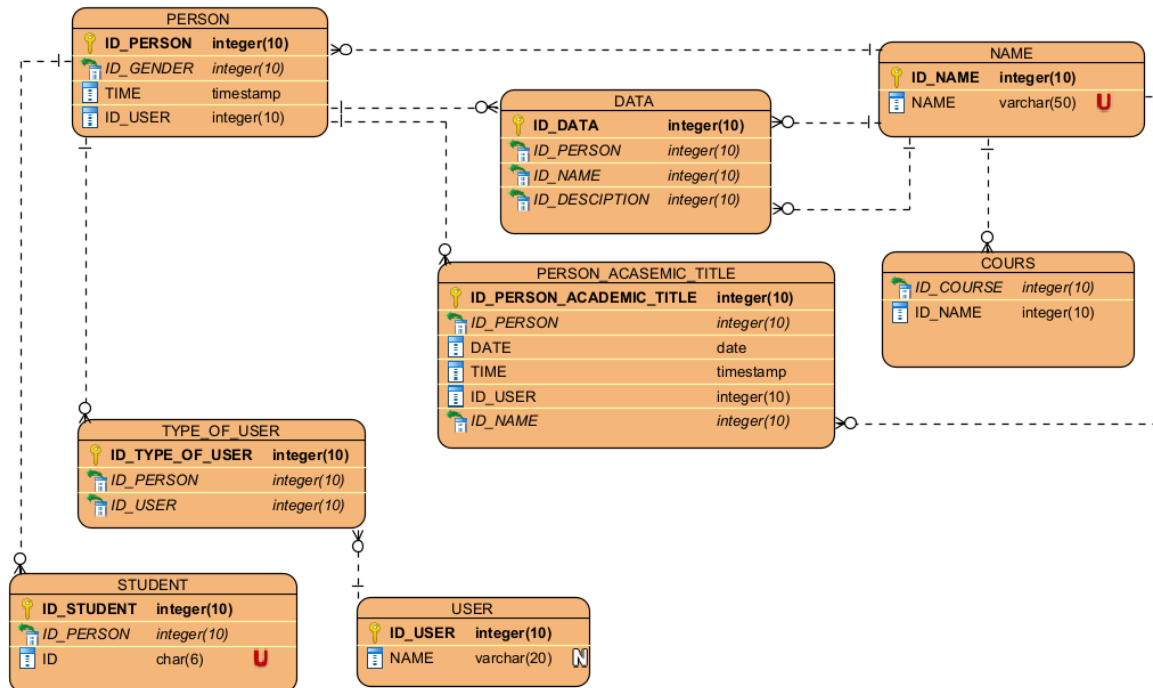 PERSON
ID_PERSON integer(10)
ID_GENDER integer(10)
TIME timestamp
ID_USER integer(10)
NAME
ID_NAME integer(10)
NAME varchar(50) U
DATA
ID_DATA integer(10)
ID_PERSON integer(10)
ID_NAME integer(10)
ID_DESCIPTION integer(10)
COURS
ID_COURSE integer(10)
ID_NAME integer(10)
PERSON_ACASEMIC_TITLE
ID_PERSON_ACADEMIC_TITLE integer(10)
ID_PERSON integer(10)
DATE date
TIME timestamp
ID_USER integer(10)
ID_NAME integer(10)
TYPE_OF_USER
ID_TYPE_OF_USER integer(10)
ID_PERSON integer(10)
ID_USER integer(10)
STUDENT
ID_STUDENT integer(10)
ID_PERSON integer(10)
ID char(6) U
USER
ID_USER integer(10)
NAME varchar(20) N